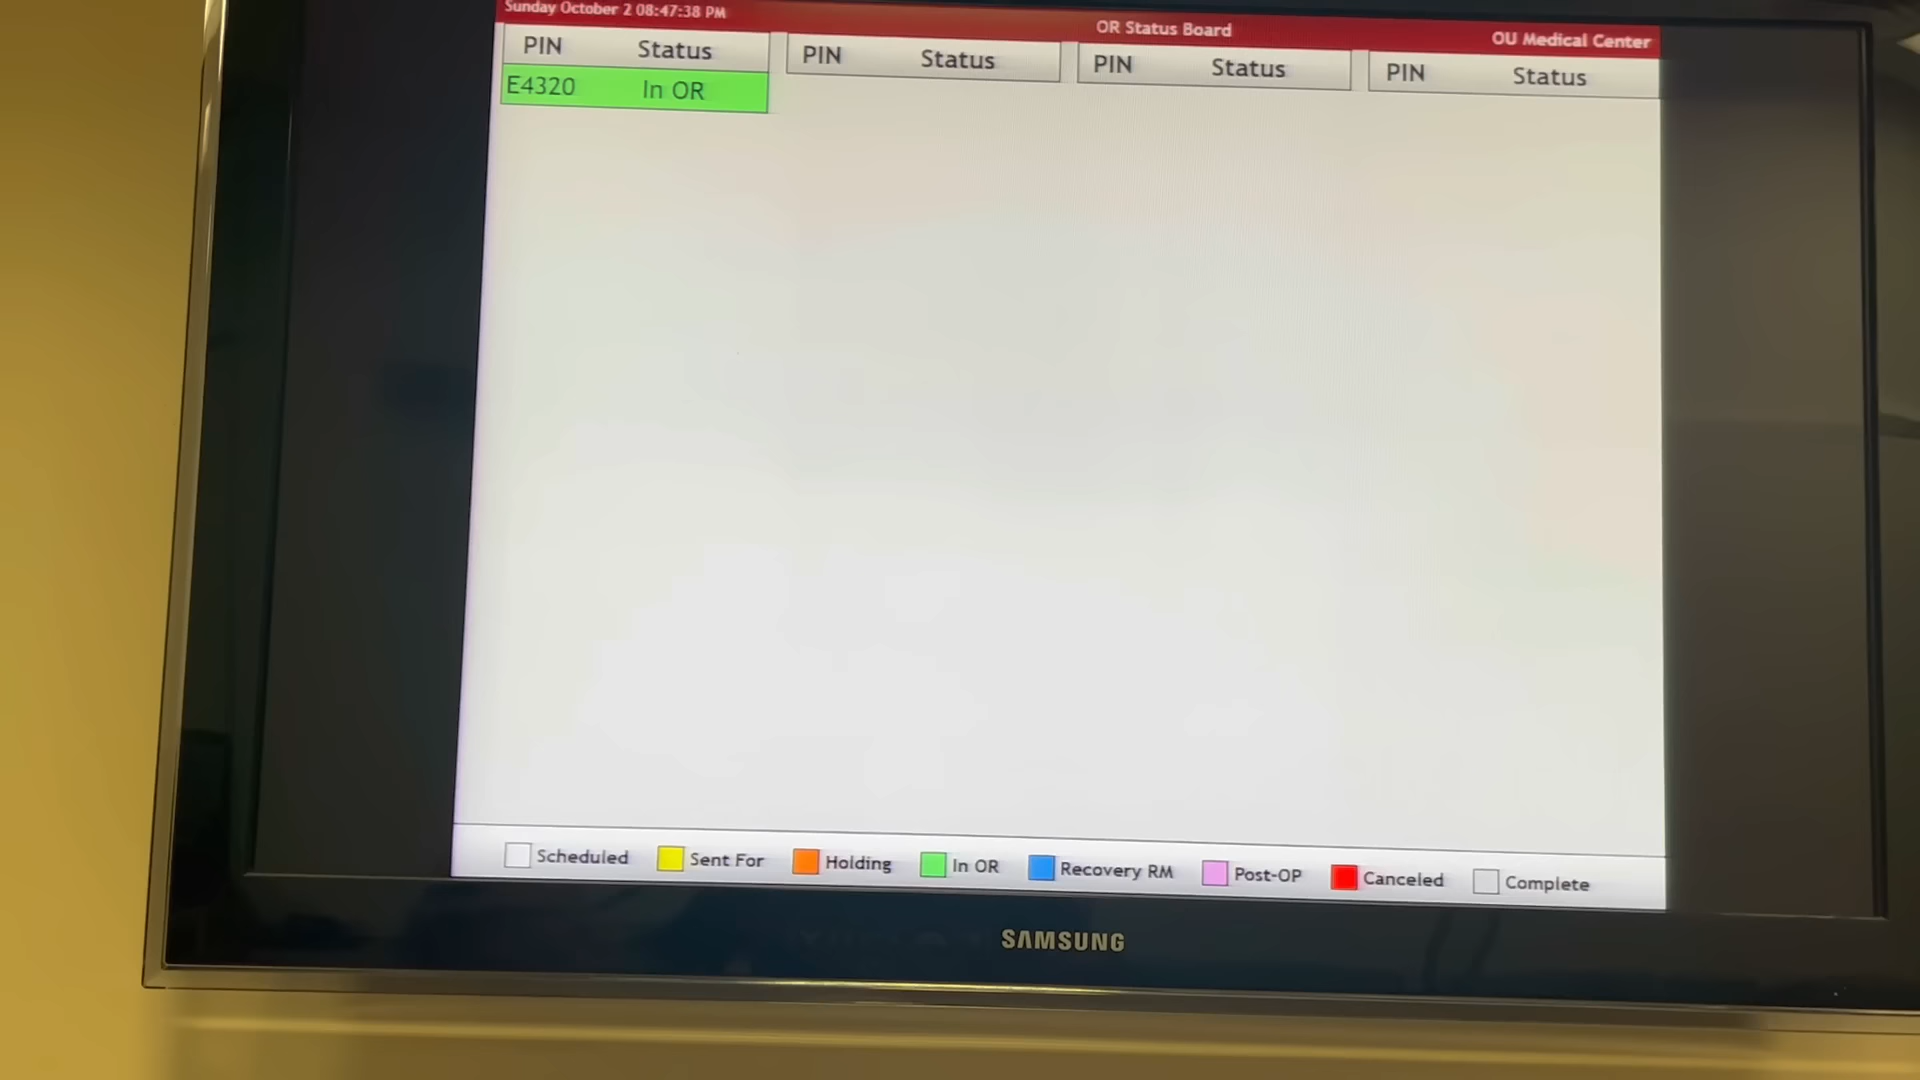 Sunday October 2 08:47:38 PM OR Status Board OU Medical Center
PIN Status PIN Status PIN Status PIN Status
E4320 In OR
Scheduled Sent For Holding In OR Recovery RM Post-OP Canceled Complete
SAMSUNG